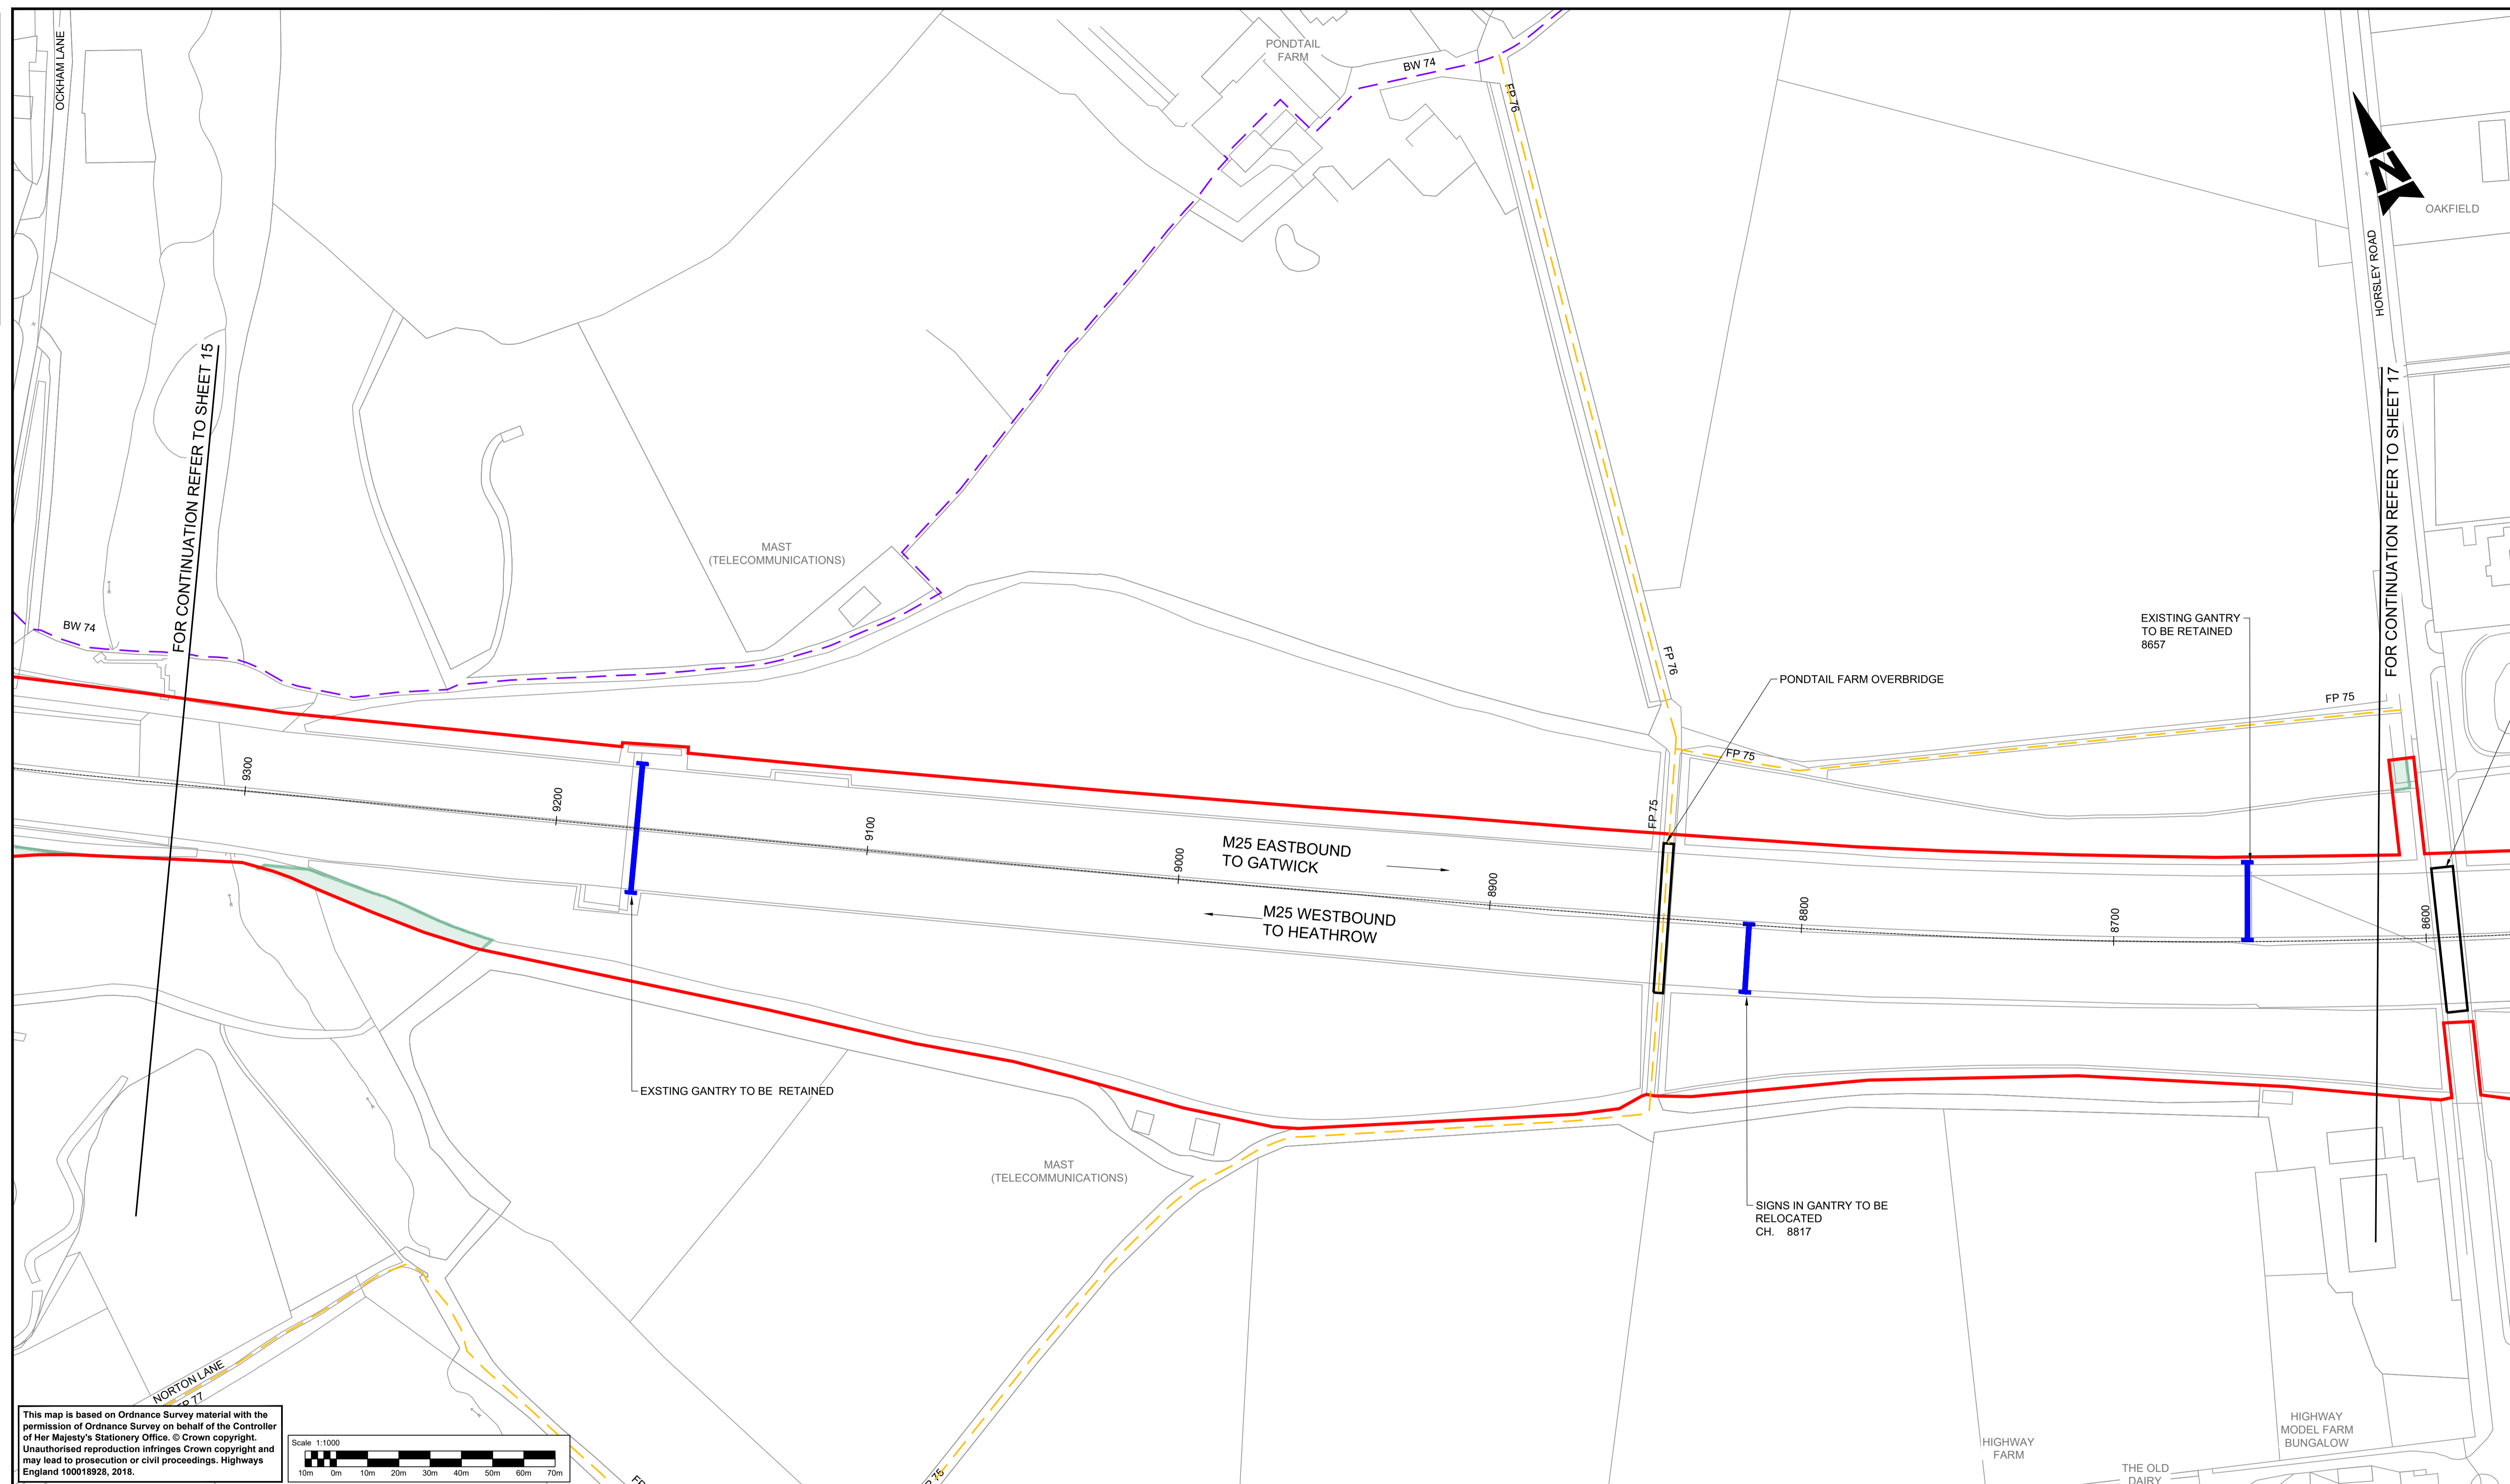 OCKHAM LANE
PONDTAIL
FARM
BW 74
FP 76
OAKFIELD
HORSLEY ROAD
FOR CONTINUATION REFER TO SHEET 15
FOR CONTINUATION REFER TO SHEET 17
MAST
(TELECOMMUNICATIONS)
BW 74
EXISTING GANTRY
TO BE RETAINED
8657
FP 76
PONDTAIL FARM OVERBRIDGE
FP 75
FP 75
FP 75
9300
9200
9100
9000
8900
8800
8700
8600
M25 EASTBOUND
TO GATWICK
M25 WESTBOUND
TO HEATHROW
EXSTING GANTRY TO BE RETAINED
MAST
(TELECOMMUNICATIONS)
SIGNS IN GANTRY TO BE
RELOCATED
CH. 8817
NORTON LANE
77
This map is based on Ordnance Survey material with the
permission of Ordnance Survey on behalf of the Controller
of Her Majesty's Stationery Office. © Crown copyright.
Unauthorised reproduction infringes Crown copyright and
may lead to prosecution or civil proceedings. Highways
England 100018928, 2018.
Scale 1:1000
10m 0m 10m 20m 30m 40m 50m 60m 70m
75
HIGHWAY
FARM
HIGHWAY
MODEL FARM
BUNGALOW
THE OLD
DAIRY
N